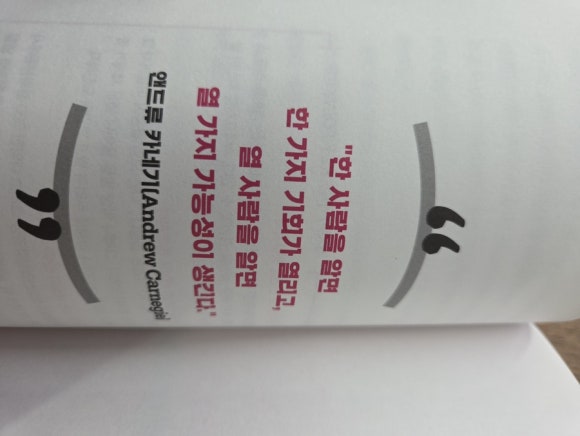 "한 사람을 알면
한 가지 기회가 열리고,
열 사람을 알면
열 가지 가능성이 생긴다."
앤드류 카네기(Andrew Carnegie)